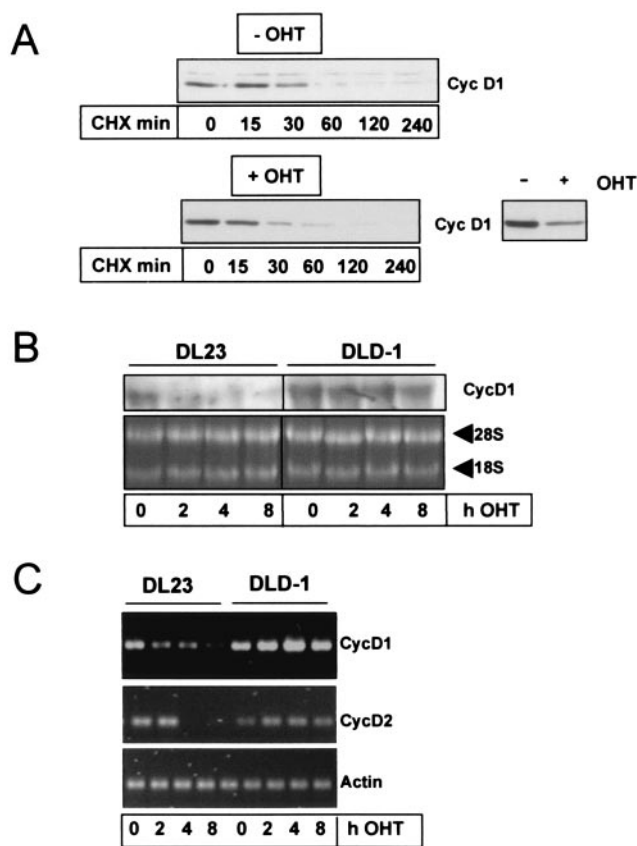 A
- OHT
Cyc D1
CHX min 0 15 30 60 120 240
+ OHT
- + OHT
Cyc D1
CHX min 0 15 30 60 120 240
B
DL23 DLD-1
CycD1
28S
18S
0 2 4 8 0 2 4 8 h OHT
C
DL23 DLD-1
CycD1
CycD2
Actin
0 2 4 8 0 2 4 8 h OHT